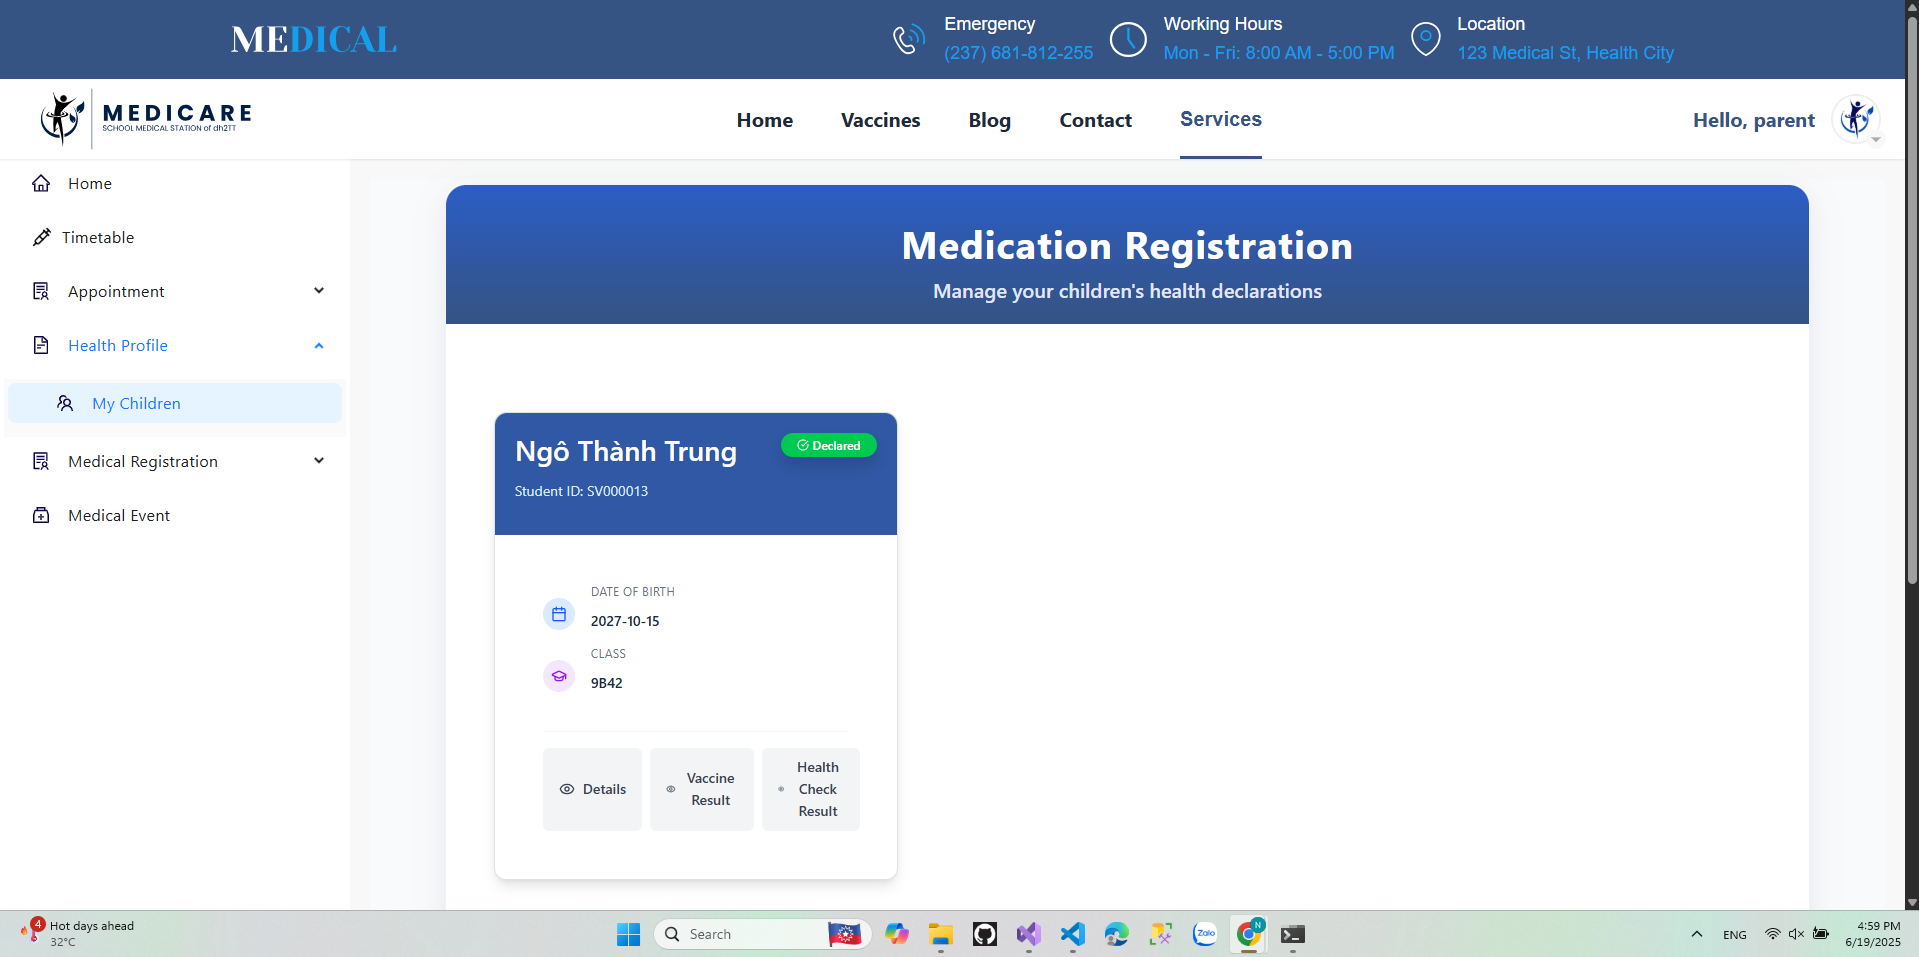 MEDICAL
Emergency
(237) 681-812-255
Working Hours
Mon - Fri: 8:00 AM - 5:00 PM
Location
123 Medical St, Health City
MEDICARE
SCHOOL MEDICAL STATION of dh2TT
Home
Vaccines
Blog
Contact
Services
Hello, parent
Home
Timetable
Appointment
Health Profile
My Children
Medical Registration
Medical Event
Medication Registration
Manage your children's health declarations
Ngô Thành Trung
Declared
Student ID: SV000013
DATE OF BIRTH
2027-10-15
CLASS
9B42
Details
Vaccine
Result
Health
Check
Result
4
Hot days ahead
32°C
Search
Zalo
N
ENG
4:59 PM
6/19/2025